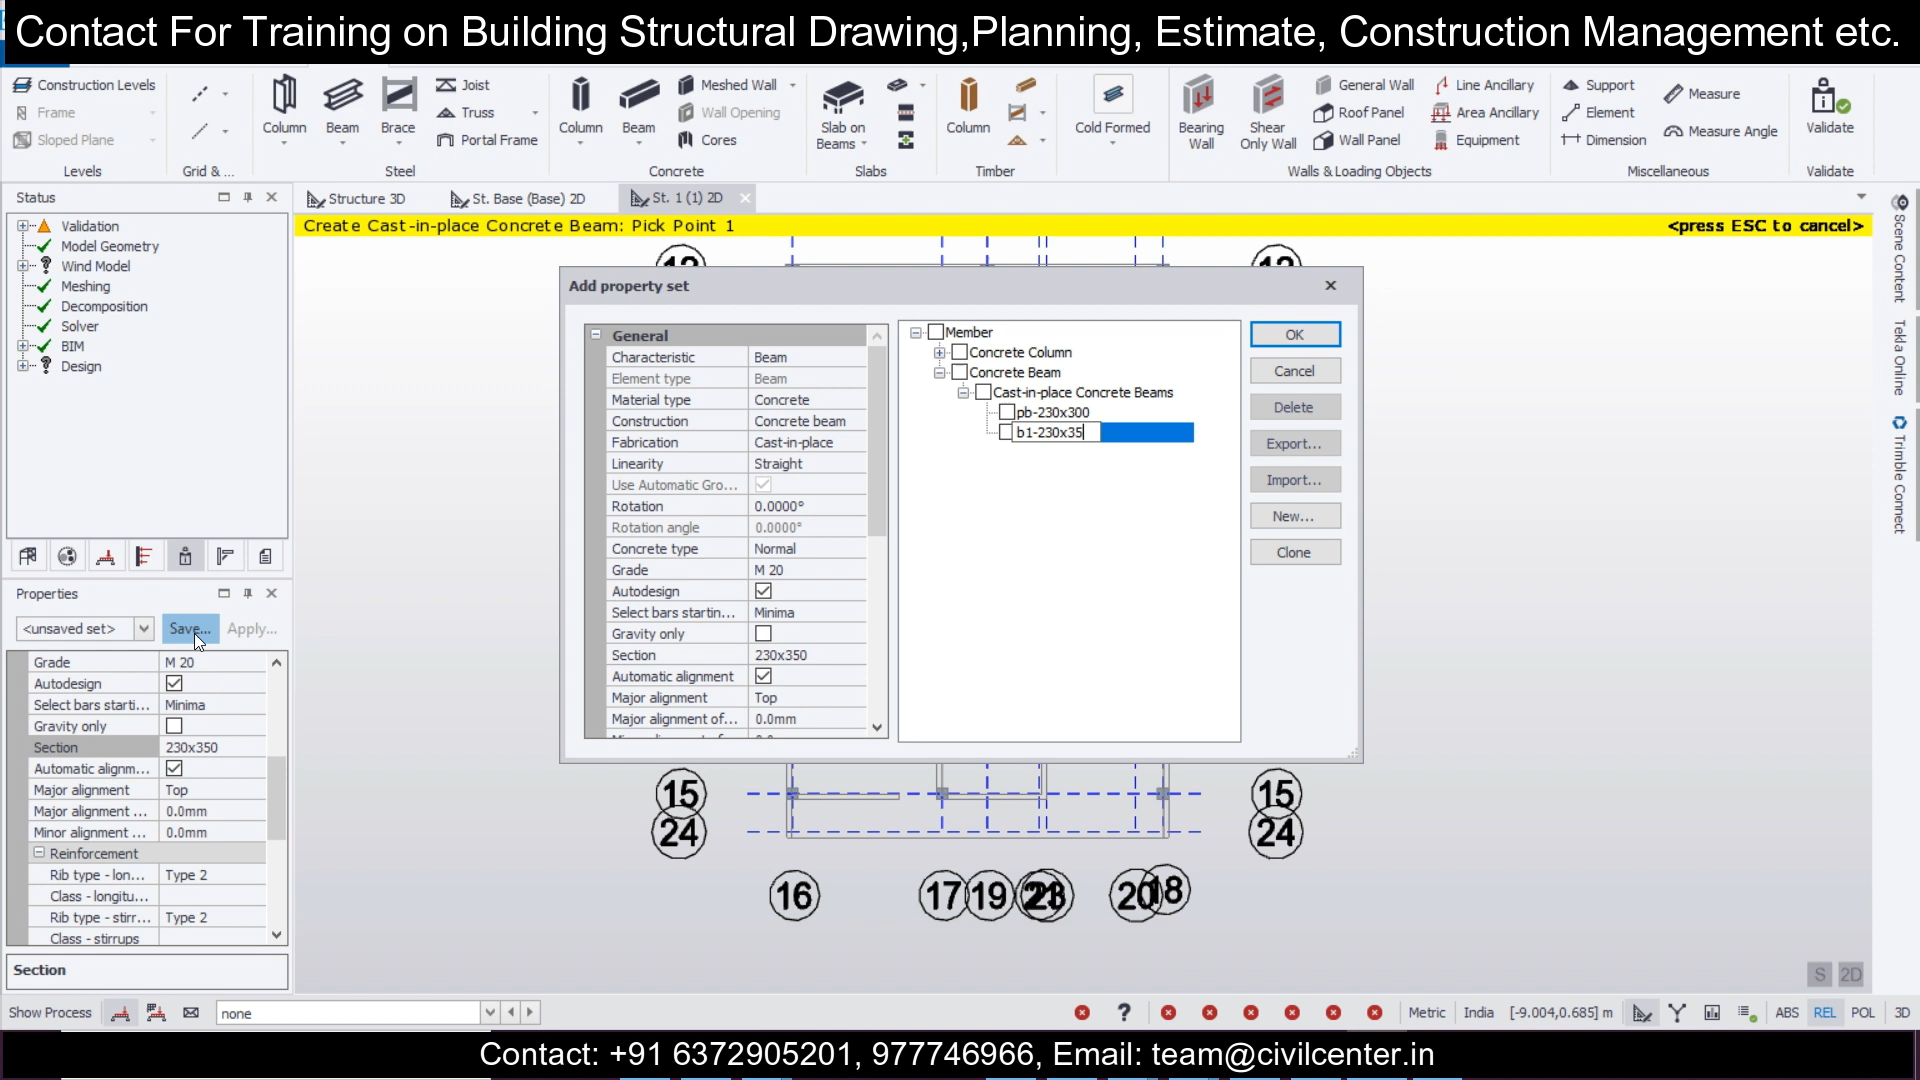 Contact For Training on Building Structural Drawing,Planning, Estimate, Construction Management etc.
Construction Levels
Frame
Sloped Plane
Levels
Grid & ...
Column
Beam
Brace
Joist
Truss
Portal Frame
Steel
Column
Beam
Meshed Wall
Wall Opening
Cores
Concrete
Slab on
Beams
Slabs
Column
Timber
Cold Formed
Bearing
Wall
Shear
Only Wall
General Wall
Roof Panel
Wall Panel
Line Ancillary
Area Ancillary
Equipment
Walls & Loading Objects
Support
Element
Dimension
Measure
Measure Angle
Miscellaneous
Validate
Validate
Status
Validation
Model Geometry
Wind Model
Meshing
Decomposition
Solver
BIM
Design
Structure 3D
St. Base (Base) 2D
St. 1 (1) 2D
Create Cast-in-place Concrete Beam: Pick Point 1
<press ESC to cancel>
Add property set
General
Characteristic Beam
Element type Beam
Material type Concrete
Construction Concrete beam
Fabrication Cast-in-place
Linearity Straight
Use Automatic Gro...
Rotation 0.0000°
Rotation angle 0.0000°
Concrete type Normal
Grade M 20
Autodesign
Select bars startin... Minima
Gravity only
Section 230x350
Automatic alignment
Major alignment Top
Major alignment of... 0.0mm
Member
Concrete Column
Concrete Beam
Cast-in-place Concrete Beams
pb-230x300
b1-230x35
OK
Cancel
Delete
Export...
Import...
New...
Clone
Scene Content
Tekla Online
Trimble Connect
Properties
<unsaved set>
Save...
Apply...
Grade M 20
Autodesign
Select bars starti... Minima
Gravity only
Section 230x350
Automatic alignm...
Major alignment Top
Major alignment ... 0.0mm
Minor alignment ... 0.0mm
Reinforcement
Rib type - lon... Type 2
Class - longitu...
Rib type - stirr... Type 2
Class - stirrups
Section
15
24
15
24
16
17
19
20
18
S
2D
Show Process
none
Metric
India
[-9.004,0.685] m
ABS
REL
POL
3D
Contact: +91 6372905201, 977746966, Email: team@civilcenter.in